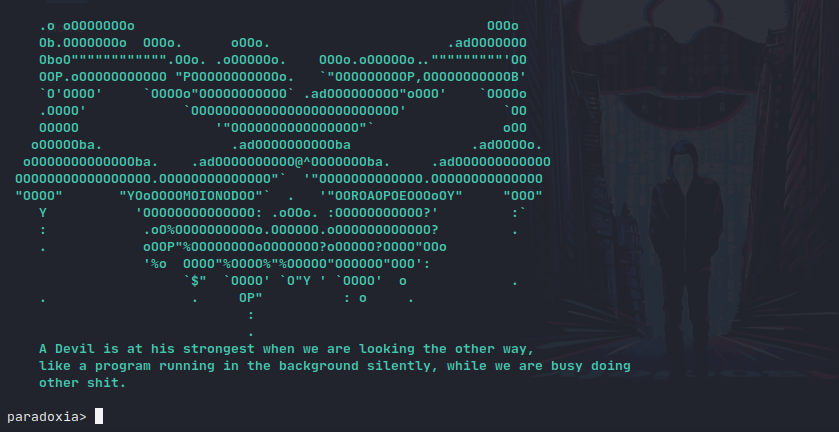 .o oOOOOOOOo                                            OOOo
Ob.OOOOOOOo  OOOo.      oOOo.                      .adOOOOOOO
OboO"""""""""""".OOo. .oOOOOOo.    OOOo.oOOOOOo.."""""""""'OO
OOP.oOOOOOOOOOOO "POOOOOOOOOOOo.   `"OOOOOOOOOP,OOOOOOOOOOOB'
`O'OOOO'     `OOOOo"OOOOOOOOOOO` .adOOOOOOOOO"oOOO'    `OOOOo
.OOOO'            `OOOOOOOOOOOOOOOOOOOOOOOOOO'            `OO
OOOOO                 '"OOOOOOOOOOOOOOOO"`                oOO
oOOOOOba.                .adOOOOOOOOOOba               .adOOOOo.
oOOOOOOOOOOOOOba.    .adOOOOOOOOOO@^OOOOOOOba.     .adOOOOOOOOOOOO
OOOOOOOOOOOOOOOOO.OOOOOOOOOOOOOO"`  '"OOOOOOOOOOOOO.OOOOOOOOOOOOOO
"OOOO"       "YOoOOOOMOIONODOO"`  .   '"OOROAOPOEOOOoOY"     "OOO"
Y           'OOOOOOOOOOOOOO: .oOOo. :OOOOOOOOOOO?'         :`
:            .oO%OOOOOOOOOOo.OOOOOO.oOOOOOOOOOOOO?         .
.            oOOP"%OOOOOOOOoOOOOOOO?oOOOOO?OOOO"OOo
'%o  OOOO"%OOOO%"%OOOOO"OOOOOO"OOO':
`$"  `OOOO' `O"Y ' `OOOO'  o             .
.                  .     OP"          : o     .
:
.
A Devil is at his strongest when we are looking the other way,
like a program running in the background silently, while we are busy doing
other shit.
paradoxia>